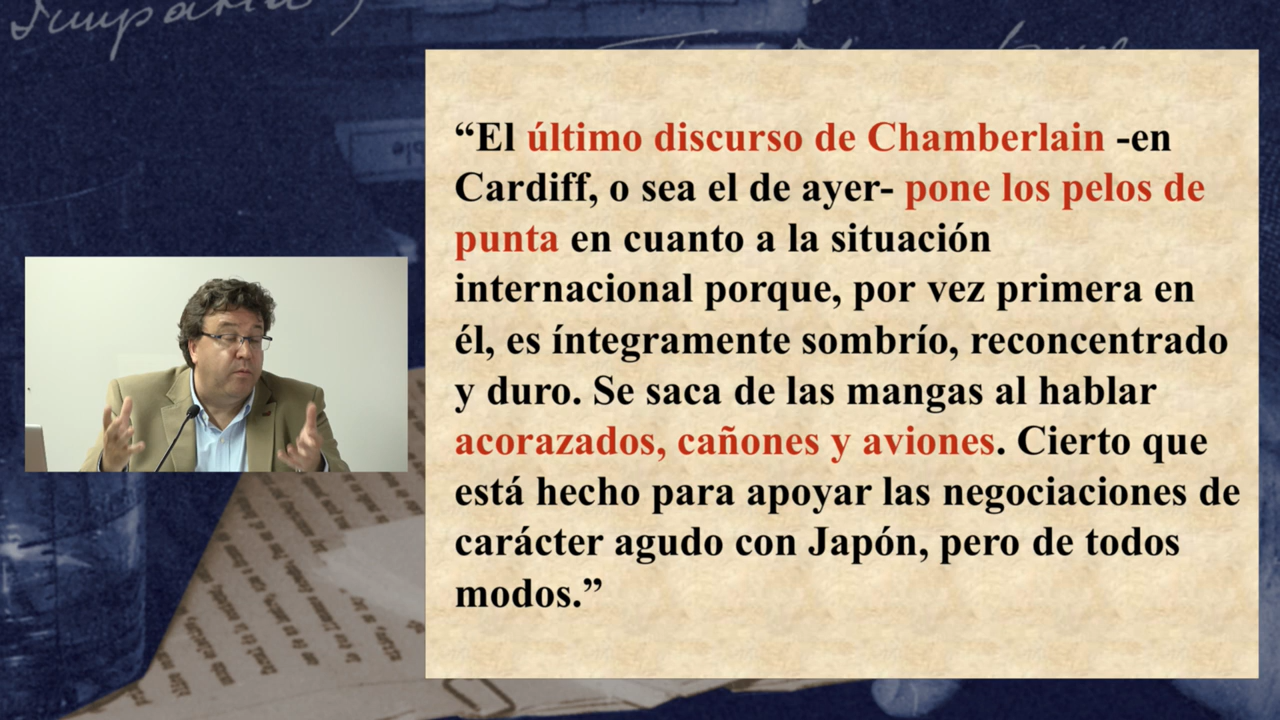 “El último discurso de Chamberlain -en
Cardiff, o sea el de ayer- pone los pelos de
punta en cuanto a la situación
internacional porque, por vez primera en
él, es íntegramente sombrío, reconcentrado
y duro. Se saca de las mangas al hablar
acorazados, cañones y aviones. Cierto que
está hecho para apoyar las negociaciones de
carácter agudo con Japón, pero de todos
modos.”